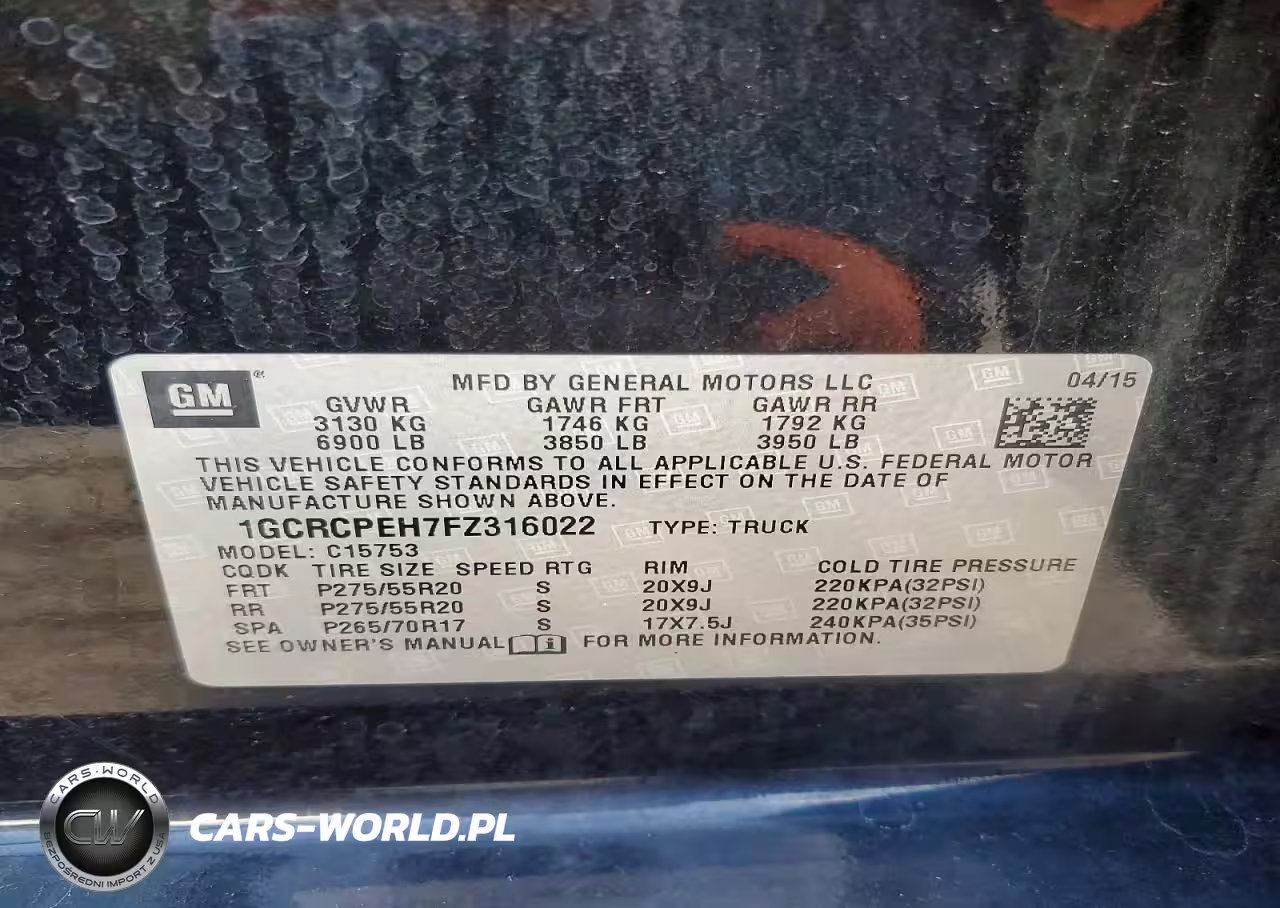 GM ®
MFD BY GENERAL MOTORS LLC 04/15
GVWR GAWR FRT GAWR RR
3130 KG 1746 KG 1792 KG
6900 LB 3850 LB 3950 LB
THIS VEHICLE CONFORMS TO ALL APPLICABLE U.S. FEDERAL MOTOR
VEHICLE SAFETY STANDARDS IN EFFECT ON THE DATE OF
MANUFACTURE SHOWN ABOVE.
1GCRCPEH7FZ316022 TYPE: TRUCK
MODEL: C15753
CQDK TIRE SIZE SPEED RTG RIM COLD TIRE PRESSURE
FRT P275/55R20 S 20X9J 220KPA(32PSI)
RR P275/55R20 S 20X9J 220KPA(32PSI)
SPA P265/70R17 S 17X7.5J 240KPA(35PSI)
SEE OWNER'S MANUAL i FOR MORE INFORMATION.
CARS-WORLD
CW
BEZPOŚREDNI IMPORT Z USA
CARS-WORLD.PL